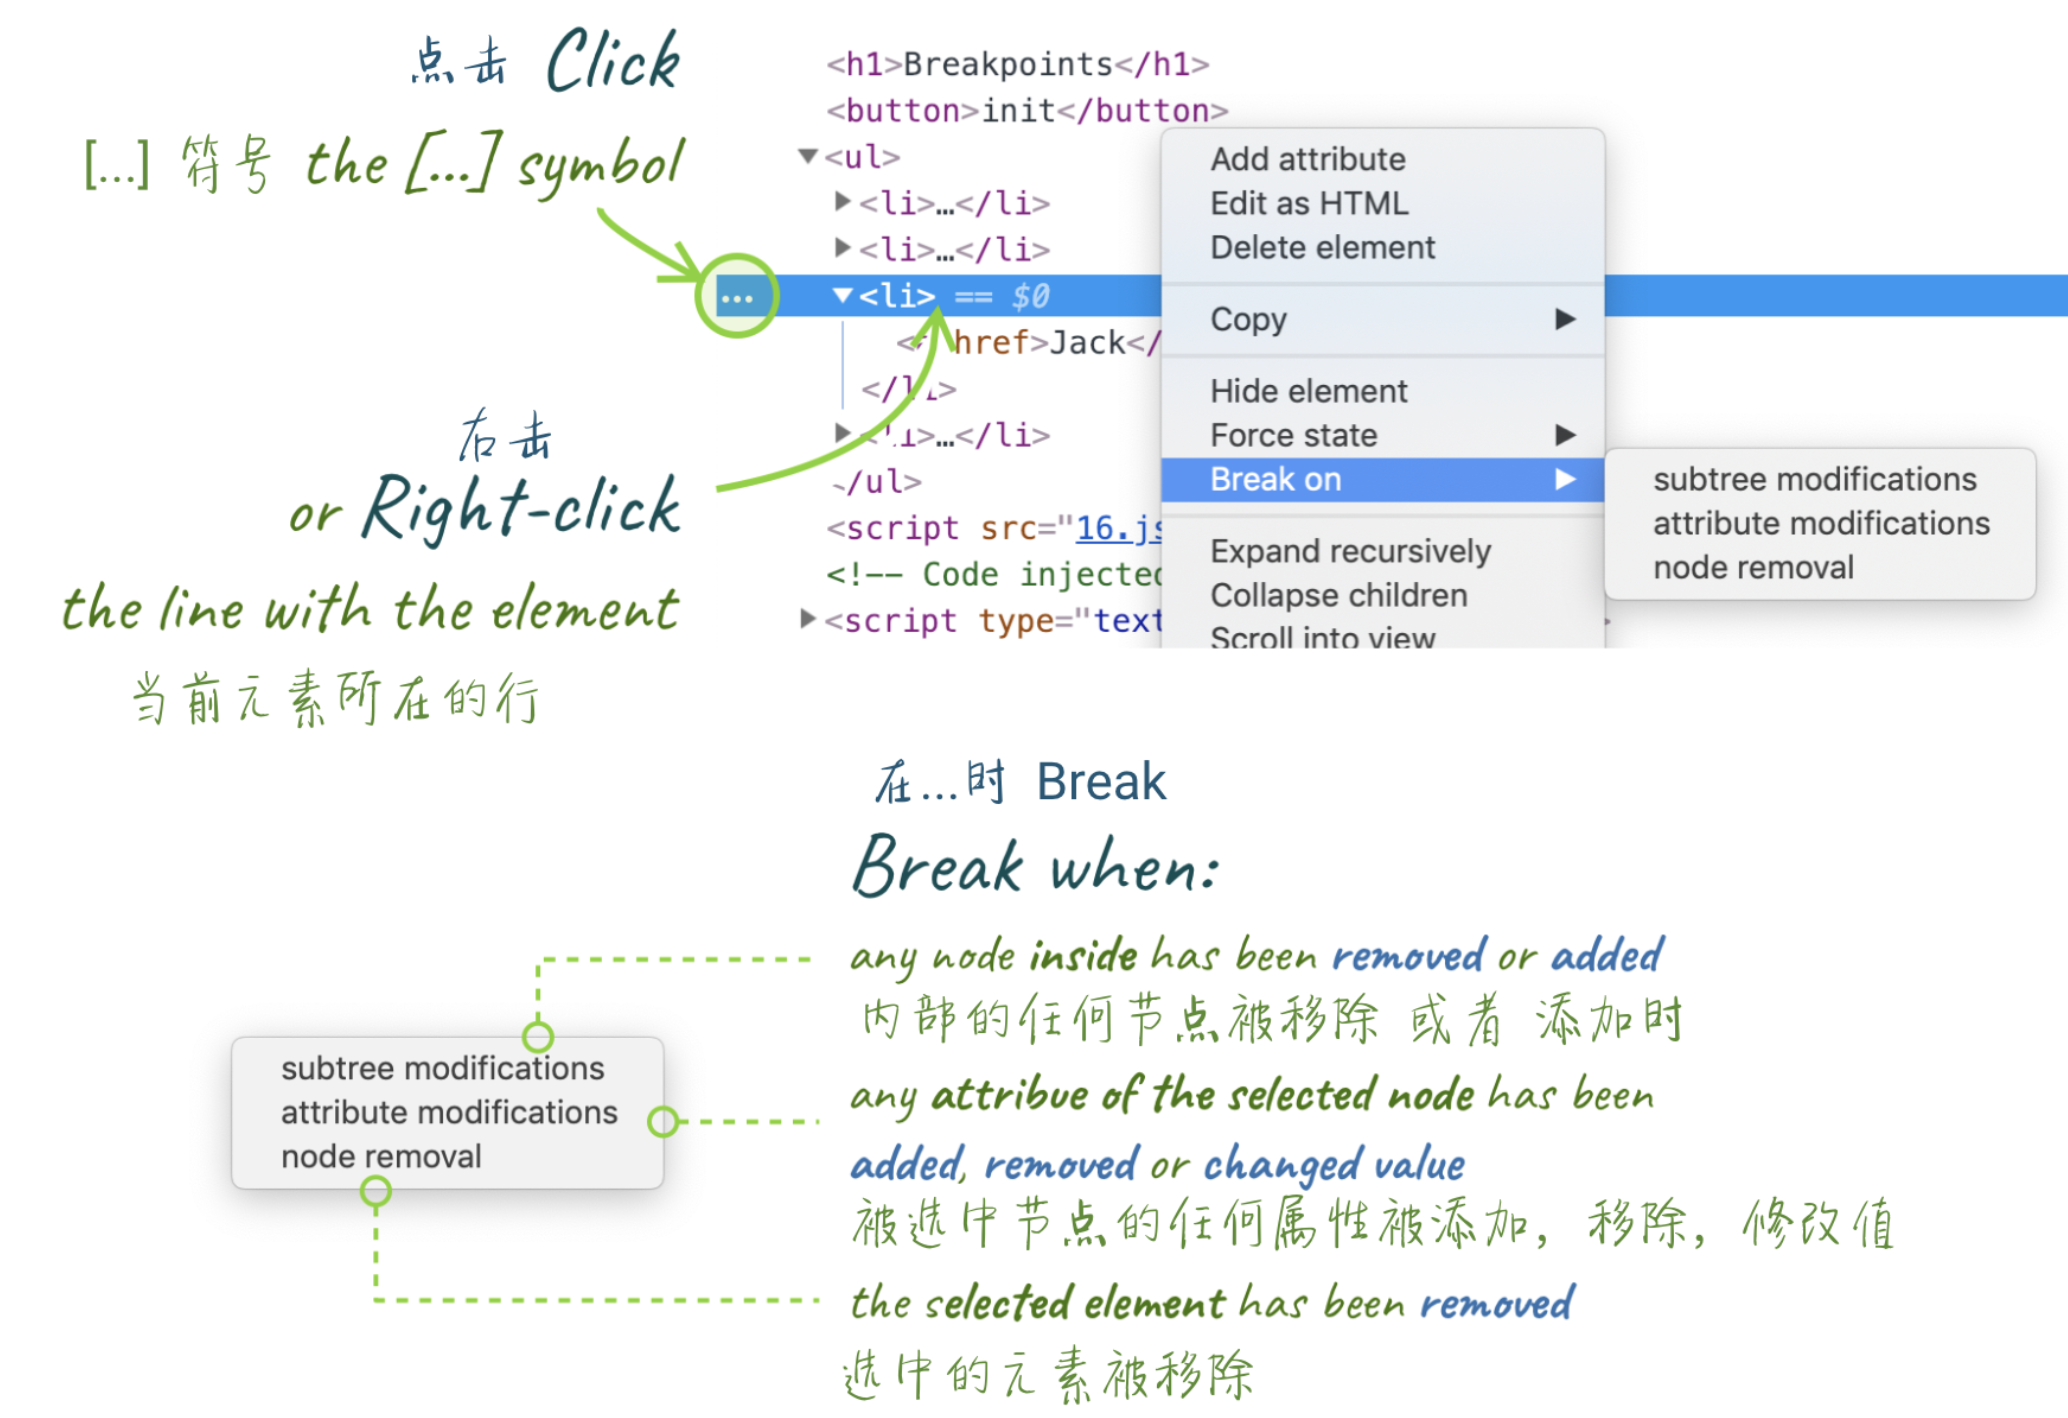 点击 Click
[...] 符号 the [...] symbol
右击
or Right-click
the line with the element
当前元素所在的行
<h1>Breakpoints</h1>
<button>init</button>
▼<ul>
▶<li>…</li>
▶<li>…</li>
... ▼<li> == $0
href>Jack</
</li>
▶<li>…</li>
/ul>
<script src="16.js
<!-- Code injected
▶<script type="text
Add attribute
Edit as HTML
Delete element
Copy ▶
Hide element
Force state ▶
Break on ▶
Expand recursively
Collapse children
Scroll into view
subtree modifications
attribute modifications
node removal
在...时 Break
Break when:
any node inside has been removed or added
内部的任何节点被移除 或者 添加时
any attribue of the selected node has been
added, removed or changed value
被选中节点的任何属性被添加，移除，修改值
the selected element has been removed
选中的元素被移除
subtree modifications
attribute modifications
node removal